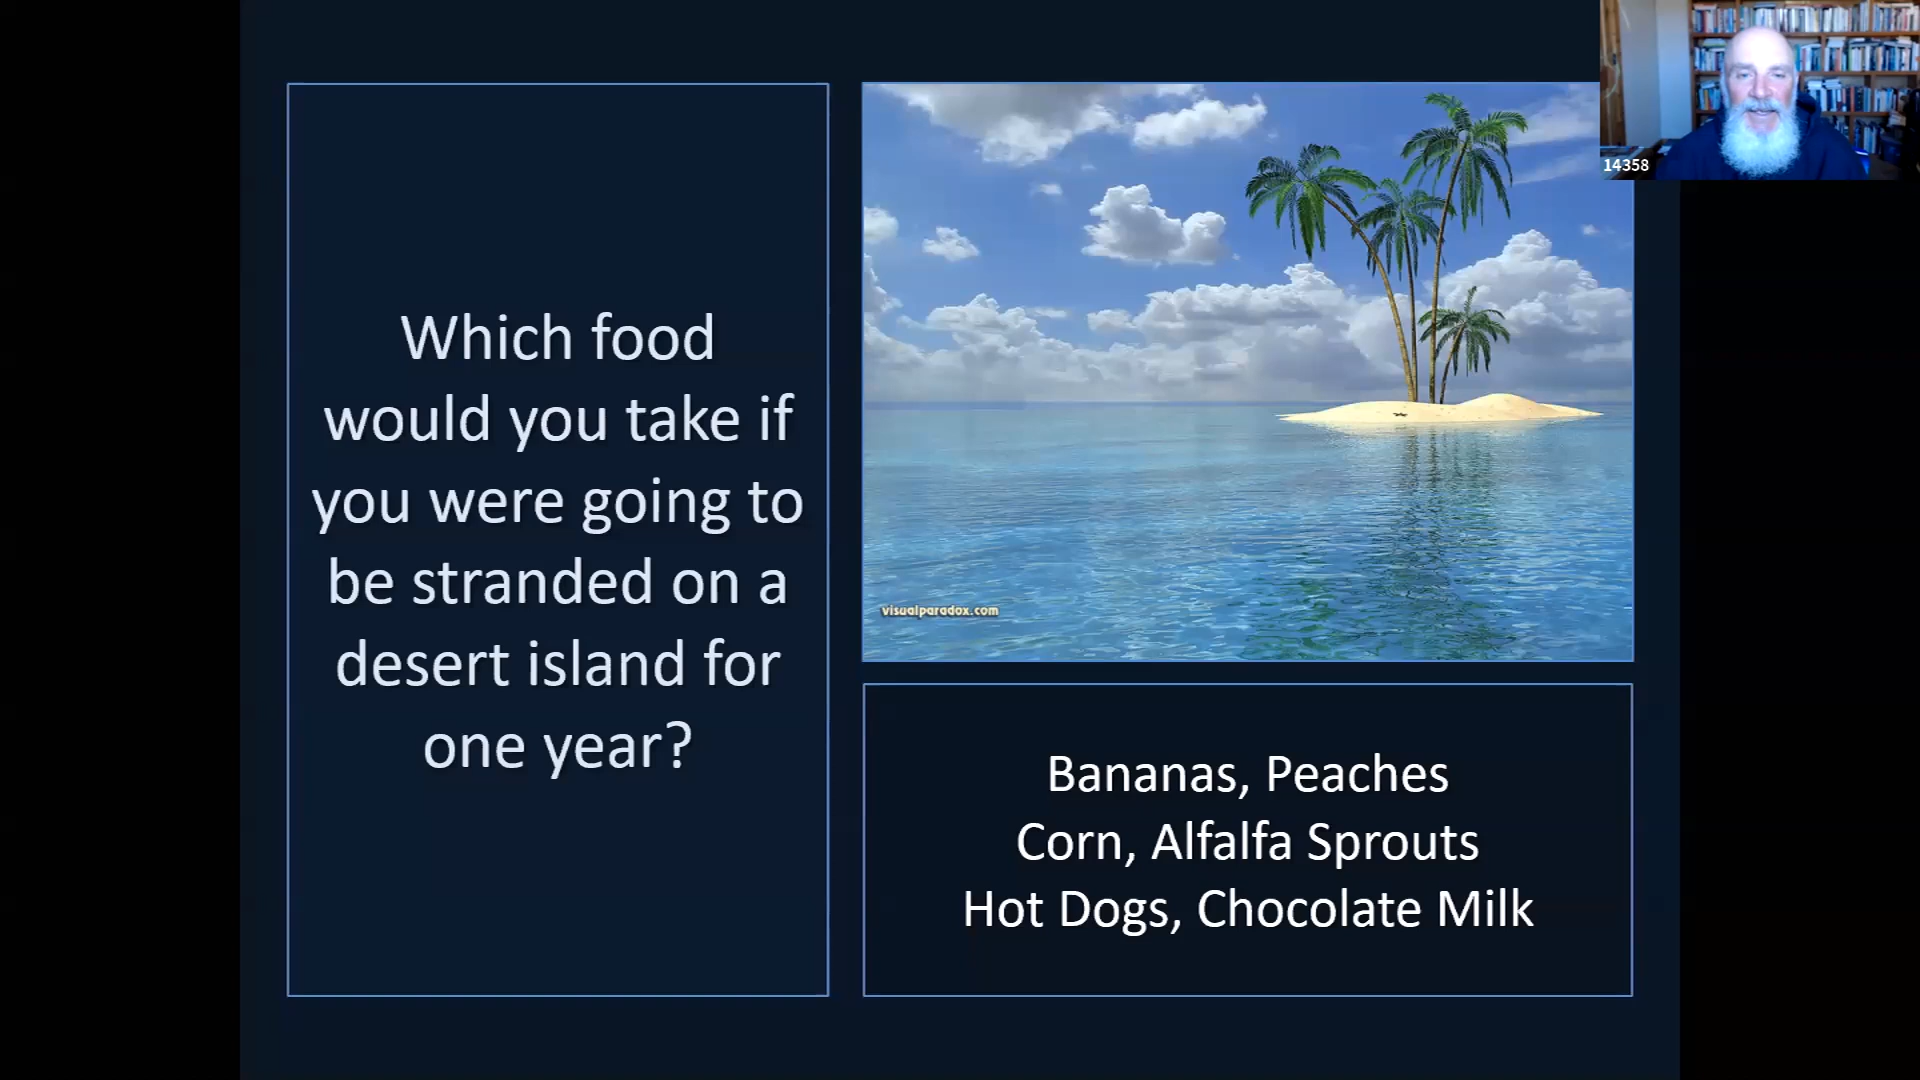 Which food
would you take if
you were going to
be stranded on a
desert island for
one year?
visualparadox.com
Bananas, Peaches
Corn, Alfalfa Sprouts
Hot Dogs, Chocolate Milk
14358